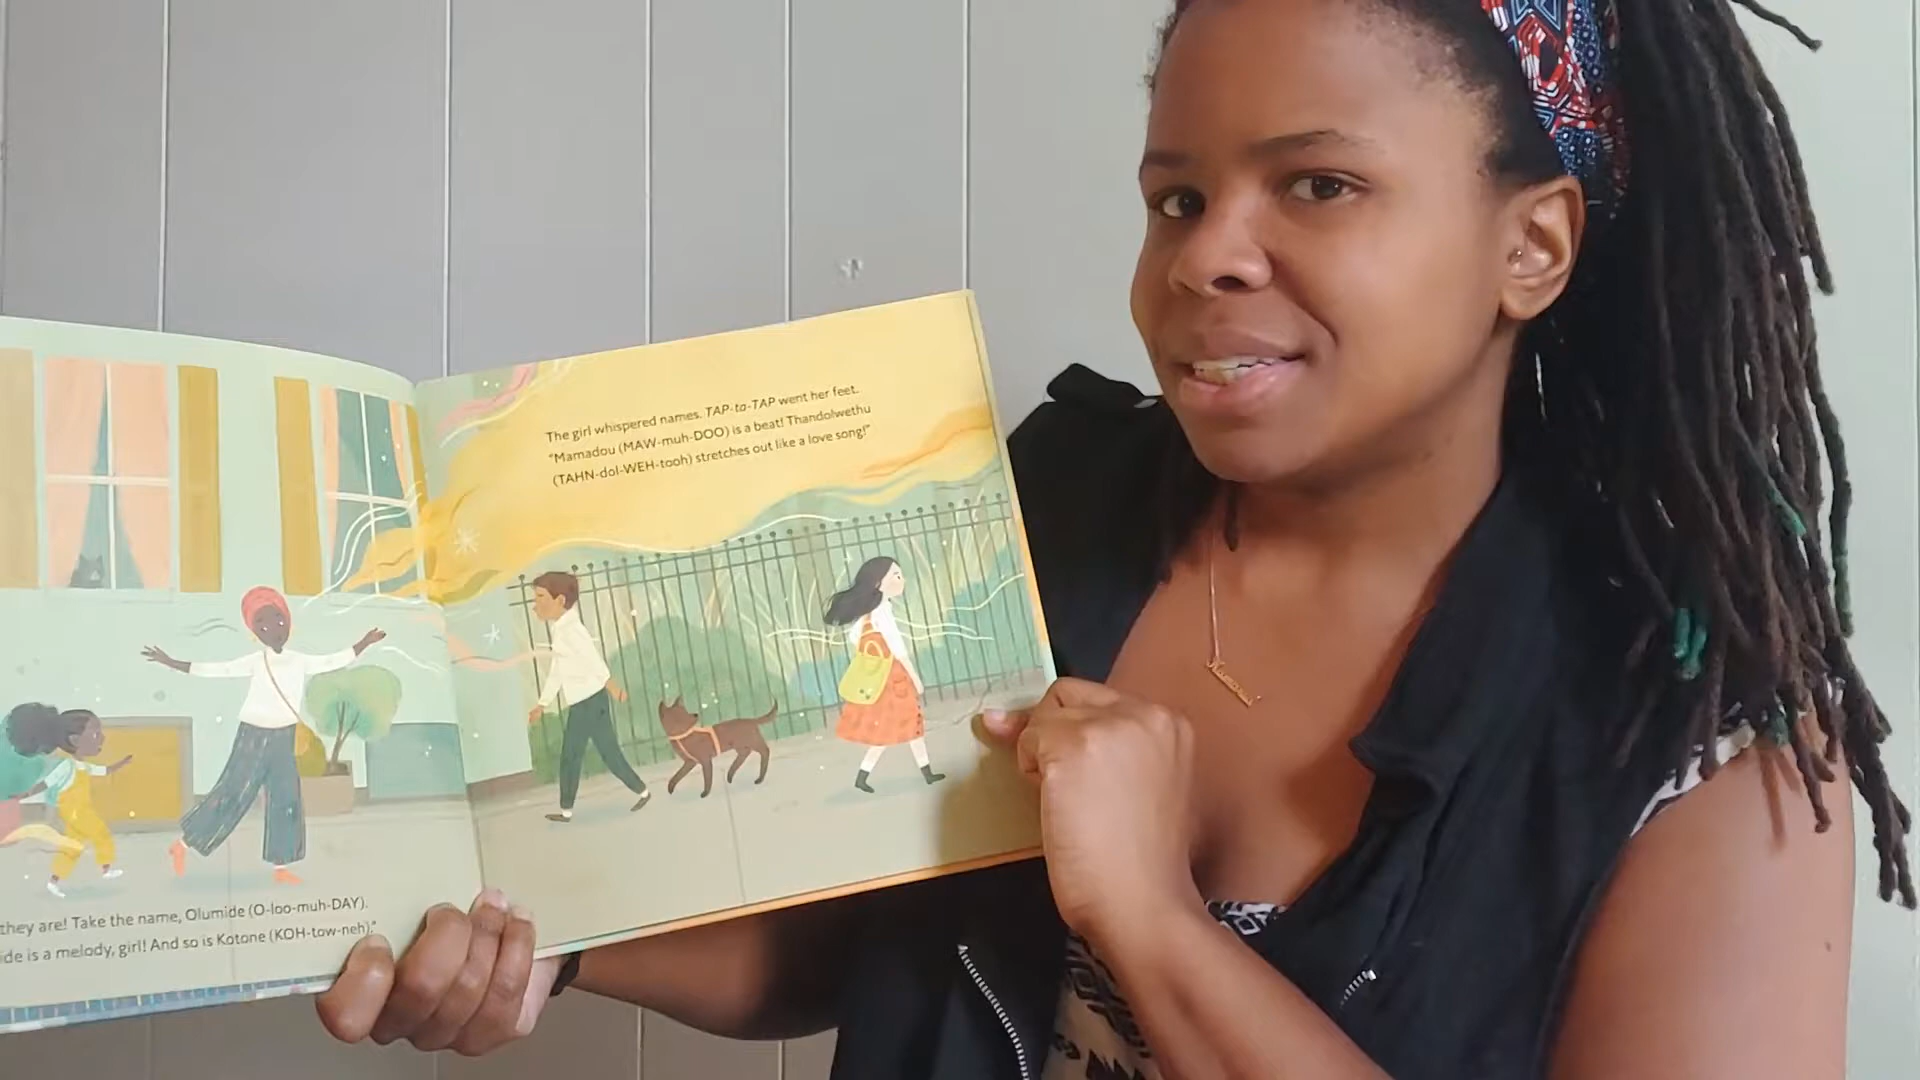 they are! Take the name, Olumide (O-loo-muh-DAY).
ide is a melody, girl! And so is Kotone (KOH-tow-neh)."
The girl whispered names. TAP-ta-TAP went her feet.
"Mamadou (MAW-muh-DOO) is a beat! Thandolwethu
(TAHN-dol-WEH-tooh) stretches out like a love song!"